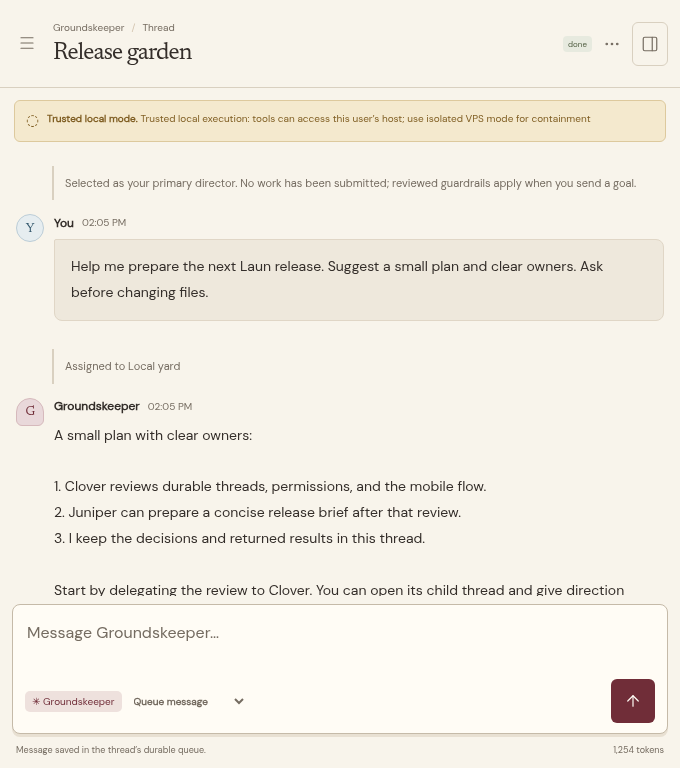 Groundskeeper / Thread
Release garden
done
Trusted local mode. Trusted local execution: tools can access this user's host; use isolated VPS mode for containment
Selected as your primary director. No work has been submitted; reviewed guardrails apply when you send a goal.
Y
You 02:05 PM
Help me prepare the next Laun release. Suggest a small plan and clear owners. Ask
before changing files.
Assigned to Local yard
G
Groundskeeper 02:05 PM
A small plan with clear owners:
1. Clover reviews durable threads, permissions, and the mobile flow.
2. Juniper can prepare a concise release brief after that review.
3. I keep the decisions and returned results in this thread.
Start by delegating the review to Clover. You can open its child thread and give direction
Message Groundskeeper...
✳ Groundskeeper Queue message
Message saved in the thread's durable queue. 1,254 tokens